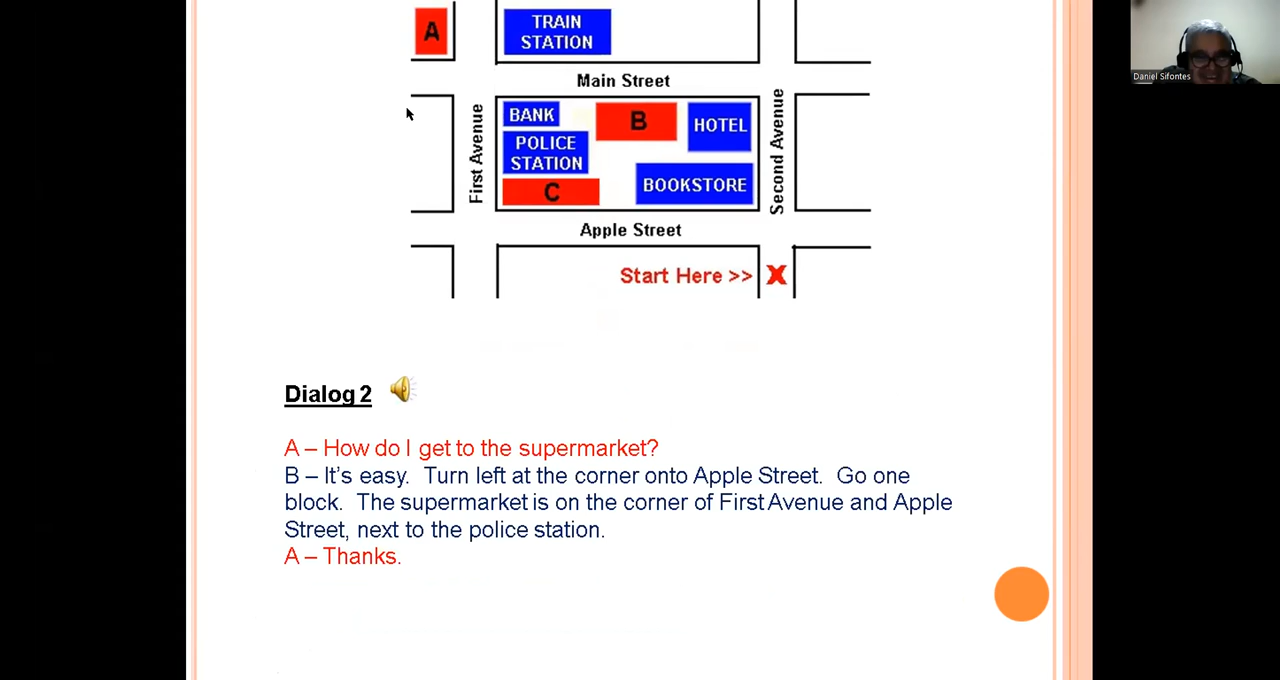 A
TRAIN
STATION
Daniel Sifontes
Main Street
First Avenue
BANK
B
HOTEL
Second Avenue
POLICE
STATION
C
BOOKSTORE
Apple Street
Start Here >> X
Dialog 2
A – How do I get to the supermarket?
B – It's easy. Turn left at the corner onto Apple Street. Go one
block. The supermarket is on the corner of First Avenue and Apple
Street, next to the police station.
A – Thanks.